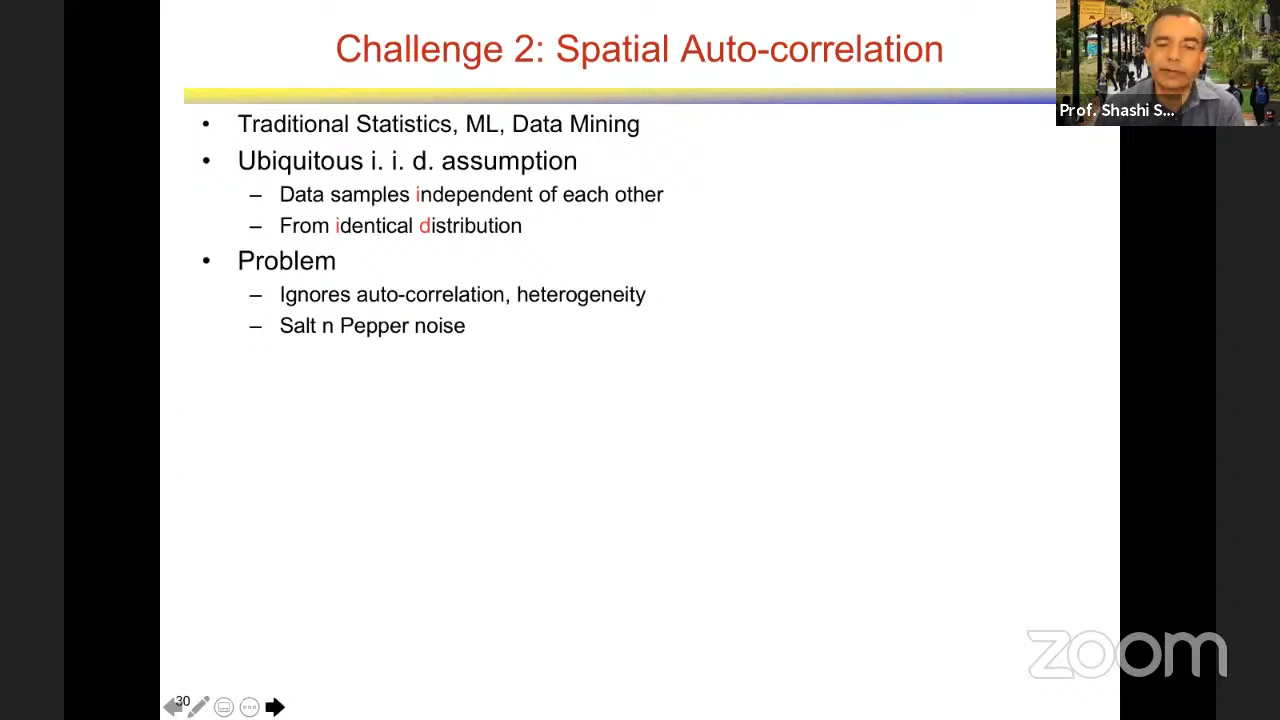 Challenge 2: Spatial Auto-correlation
Prof. Shashi S...
• Traditional Statistics, ML, Data Mining
• Ubiquitous i. i. d. assumption
– Data samples independent of each other
– From identical distribution
• Problem
– Ignores auto-correlation, heterogeneity
– Salt n Pepper noise
zoom
30